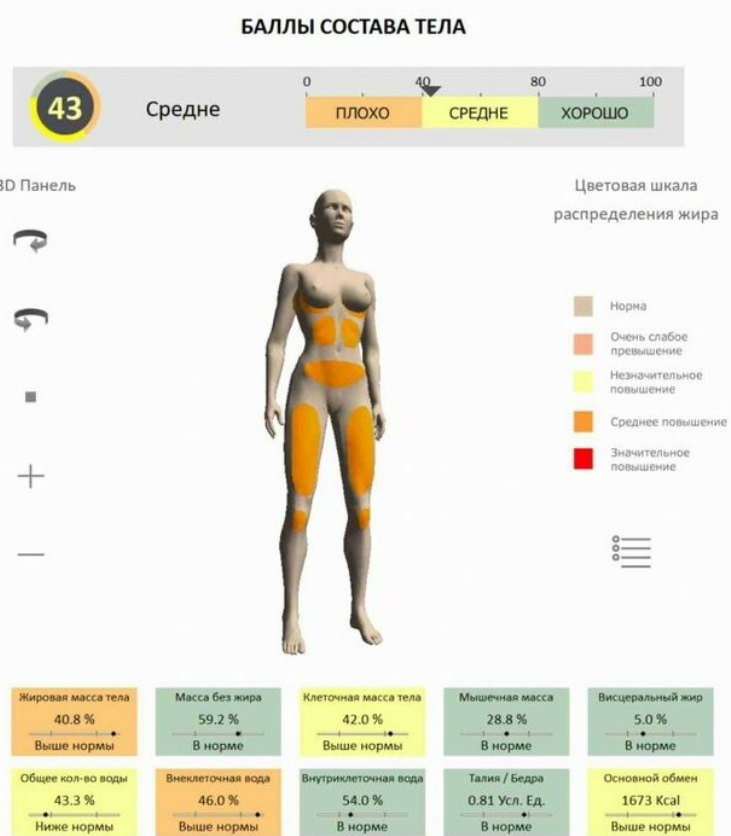 БАЛЛЫ СОСТАВА ТЕЛА
0 40 80 100
43 Средне ПЛОХО СРЕДНЕ ХОРОШО
3D Панель
Цветовая шкала
распределения жира
Норма
Очень слабое
превышение
Незначительное
повышение
Среднее повышение
Значительное
повышение
Жировая масса тела Масса без жира Клеточная масса тела Мышечная масса Висцеральный жир
40.8 % 59.2 % 42.0 % 28.8 % 5.0 %
Выше нормы В норме Выше нормы В норме В норме
Общее кол-во воды Внеклеточная вода Внутриклеточная вода Талия / Бедра Основной обмен
43.3 % 46.0 % 54.0 % 0.81 Усл. Ед. 1673 Kcal
Ниже нормы Выше нормы В норме В норме Выше нормы